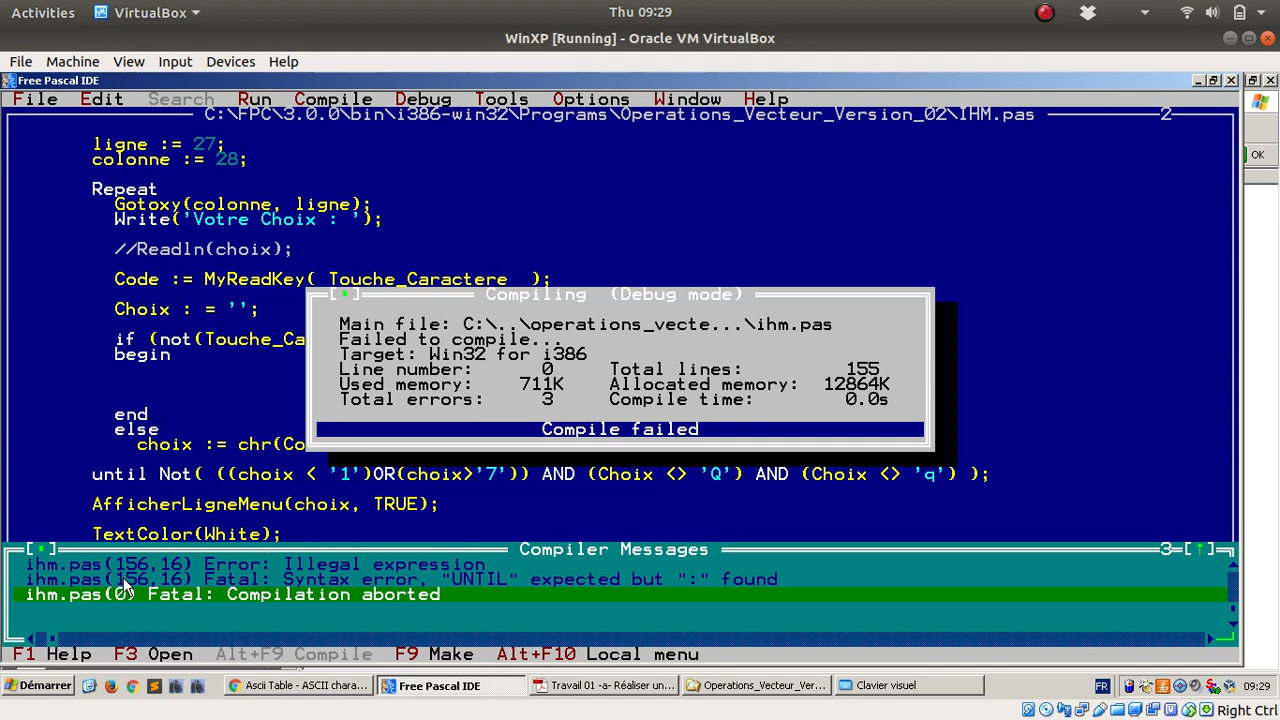 Activities VirtualBox Thu 09:29
WinXP [Running] - Oracle VM VirtualBox
File Machine View Input Devices Help
Free Pascal IDE
File Edit Search Run Compile Debug Tools Options Window Help
C:\FPC\3.0.0\bin\i386-win32\Programs\Operations_Vecteur_Version_02\IHM.pas 2
ligne := 27;
colonne := 28;
OK
Repeat
Gotoxy(colonne, ligne);
Write('Votre Choix : ');
//Readln(choix);
Code := MyReadKey( Touche_Caractere );
Choix : = '';
if (not(Touche_Ca
begin
end
else
choix := chr(Co
until Not( ((choix < '1')OR(choix>'7')) AND (Choix <> 'Q') AND (Choix <> 'q') );
AfficherLigneMenu(choix, TRUE);
TextColor(White);
Compiling (Debug mode)
Main file: C:\..\operations_vecte...\ihm.pas
Failed to compile...
Target: Win32 for i386
Line number: 0 Total lines: 155
Used memory: 711K Allocated memory: 12864K
Total errors: 3 Compile time: 0.0s
Compile failed
Compiler Messages 3
ihm.pas(156,16) Error: Illegal expression
ihm.pas(156,16) Fatal: Syntax error, "UNTIL" expected but ":" found
ihm.pas(0) Fatal: Compilation aborted
F1 Help F3 Open Alt+F9 Compile F9 Make Alt+F10 Local menu
Démarrer Ascii Table - ASCII chara... Free Pascal IDE Travail 01 -a- Réaliser un... Operations_Vecteur_Ver... Clavier visuel FR 09:29
Right Ctrl